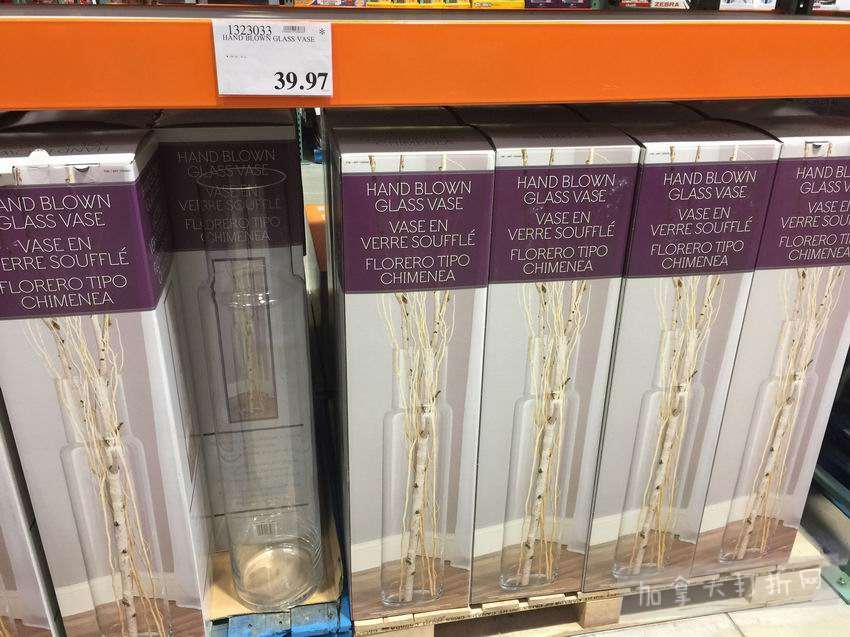 ZEBRA
1323033
*
HAND BLOWN GLASS VASE
39.97
HAND BLOWN
GLASS VASE
VASE EN
VERRE SOUFFLÉ
FLORERO TIPO
CHIMENEA
HAND BLOWN
GLASS VASE
VASE EN
VERRE SOUFFLÉ
FLORERO TIPO
CHIMENEA
HAND BLOWN
GLASS VASE
VASE EN
VERRE SOUFFLÉ
FLORERO TIPO
CHIMENEA
HAND BLOWN
GLASS VASE
VASE EN
VERRE SOUFFLÉ
FLORERO TIPO
CHIMENEA
HAND BLOWN
GLASS VASE
VASE EN
VERRE SOUFFLÉ
FLORERO TIPO
CHIMENEA
HAND BLOW
GLASS V
VASE EN
VERRE SOUF
FLORERO TI
CHIMENEA
加拿大打折网